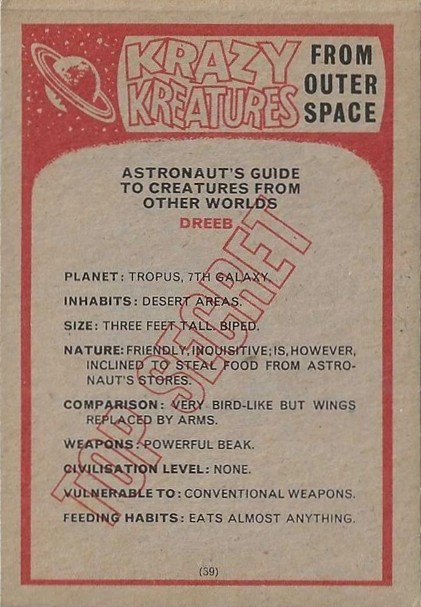 KRAZY
KREATURES
FROM
OUTER
SPACE
ASTRONAUT'S GUIDE
TO CREATURES FROM
OTHER WORLDS
DREEB
TOP SECRET
PLANET: TROPUS, 7TH GALAXY.
INHABITS: DESERT AREAS.
SIZE: THREE FEET TALL. BIPED.
NATURE: FRIENDLY, INQUISITIVE; IS, HOWEVER,
INCLINED TO STEAL FOOD FROM ASTRO-
NAUT'S STORES.
COMPARISON: VERY BIRD-LIKE BUT WINGS
REPLACED BY ARMS.
WEAPONS: POWERFUL BEAK.
CIVILISATION LEVEL: NONE.
VULNERABLE TO: CONVENTIONAL WEAPONS.
FEEDING HABITS: EATS ALMOST ANYTHING.
(39)